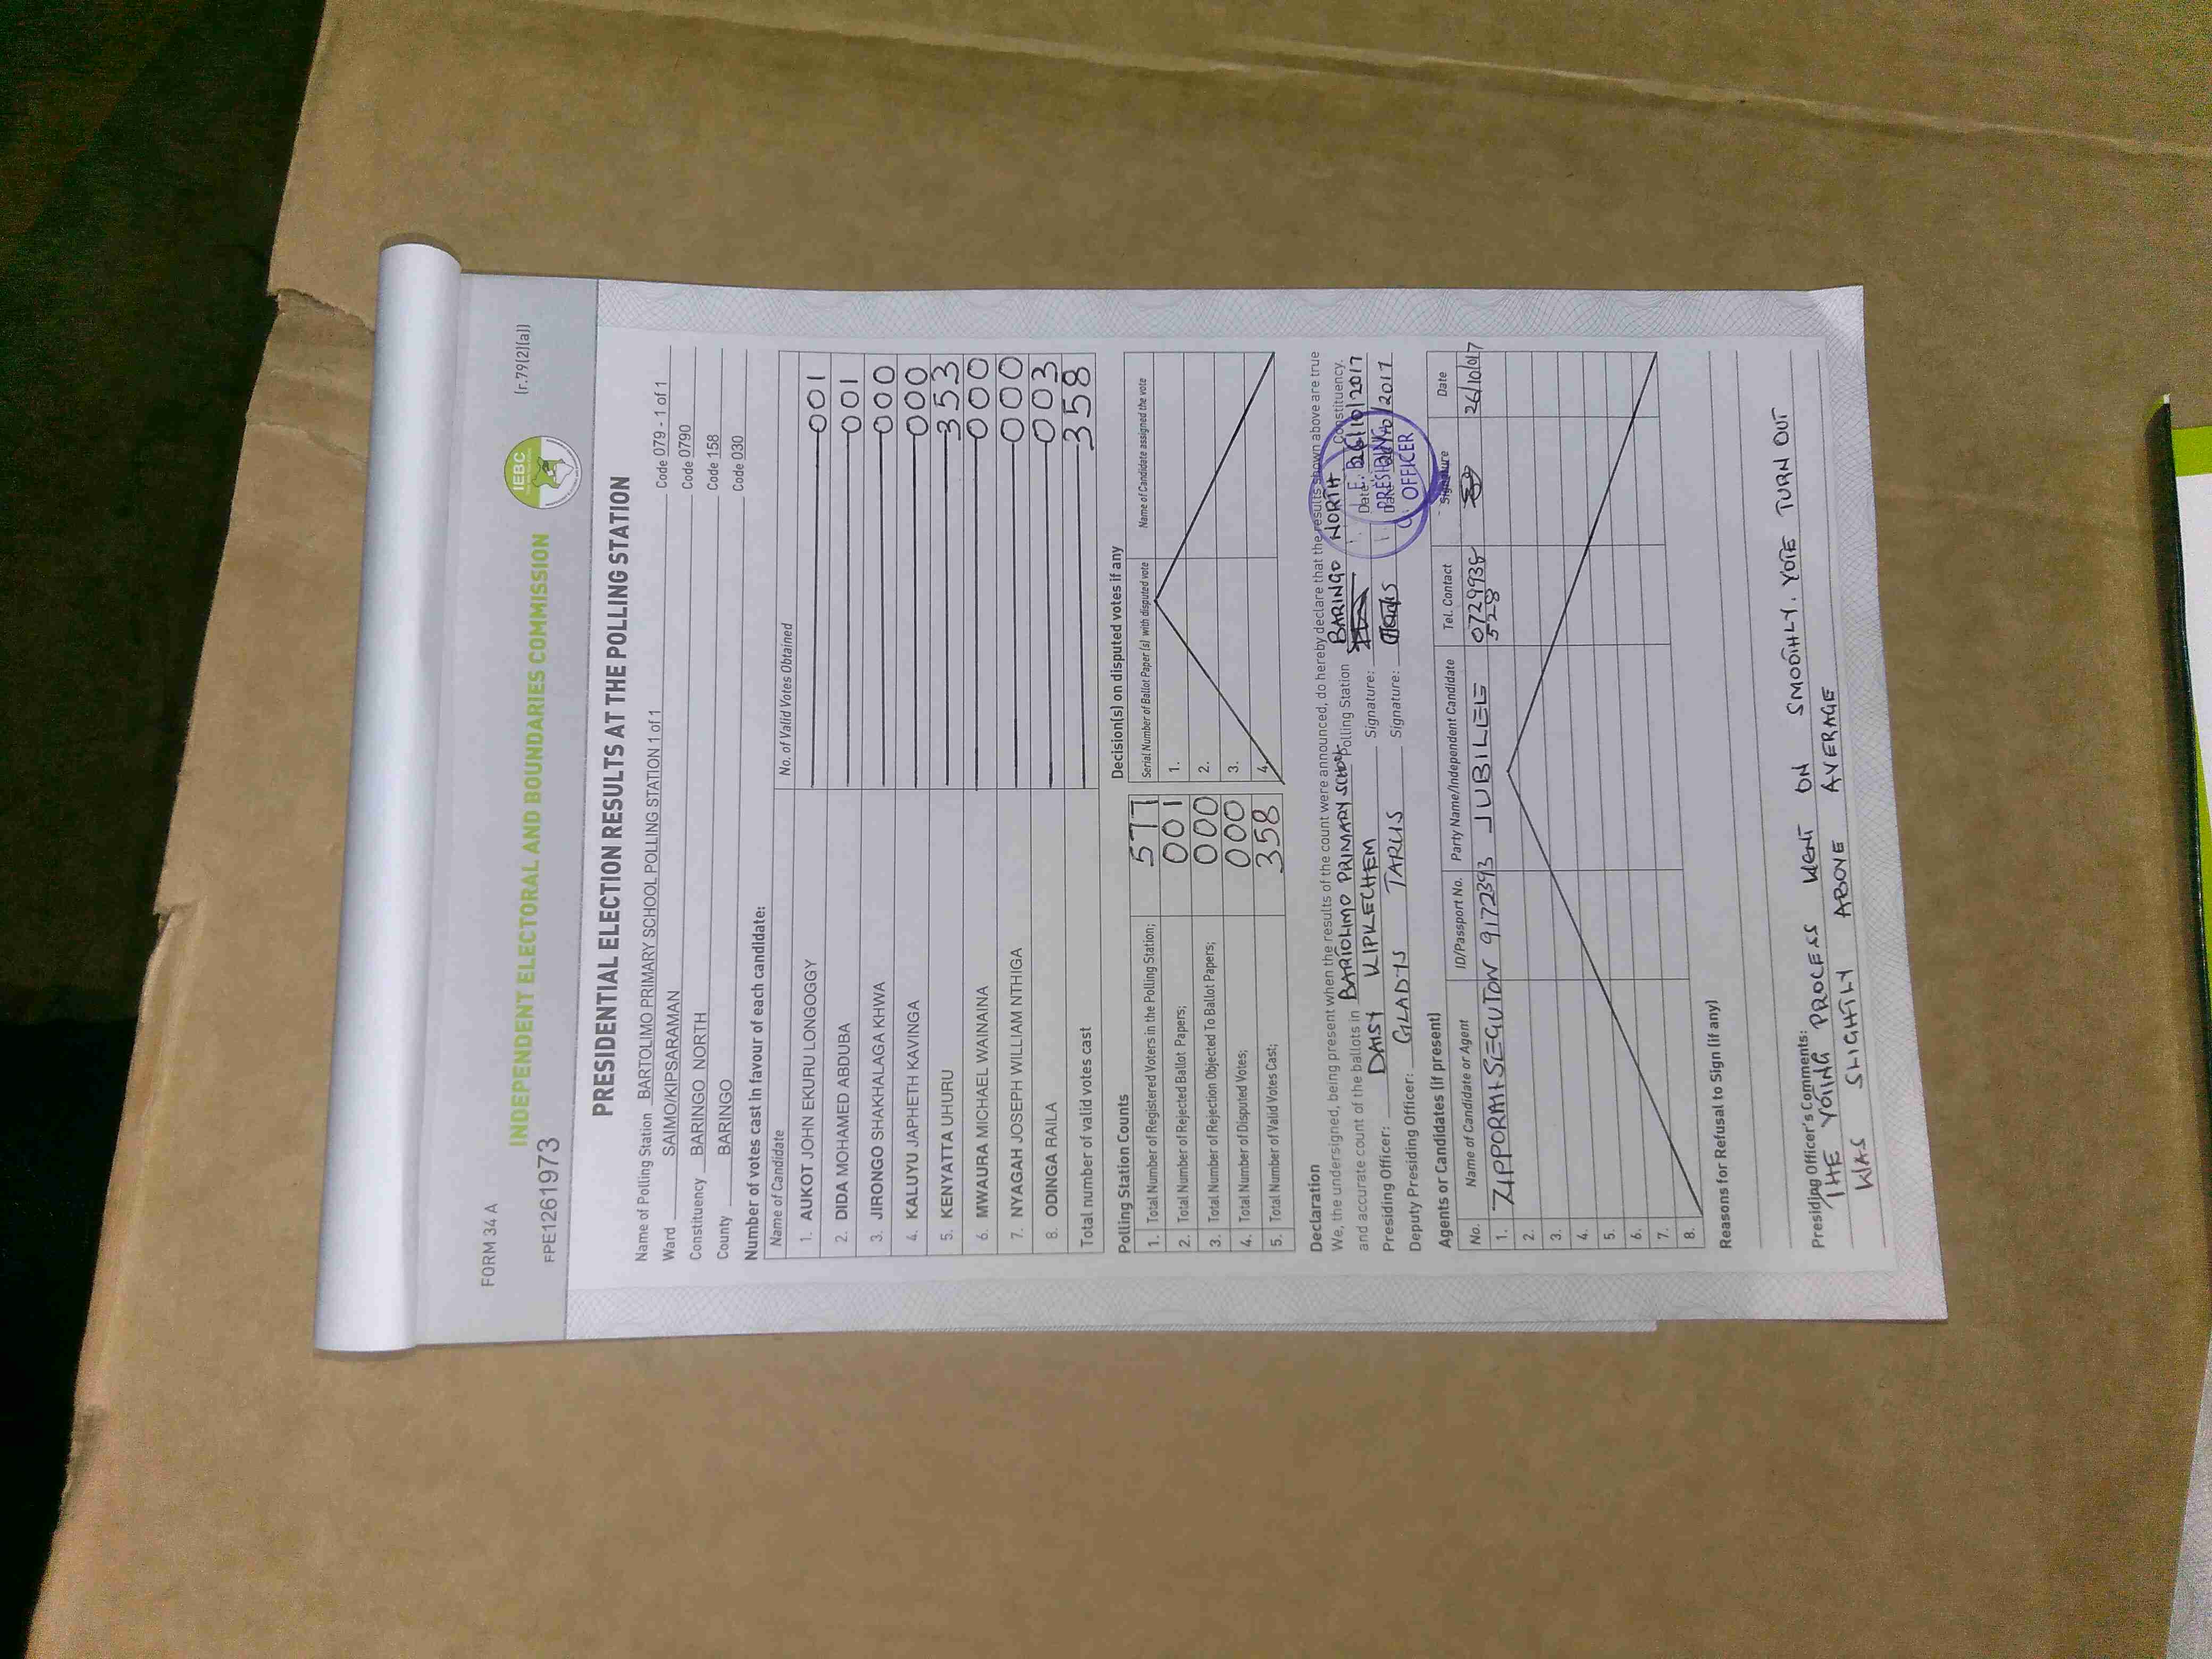 FORM 34 A
(r.79(2)(a))
IEBC
INDEPENDENT ELECTORAL AND BOUNDARIES COMMISSION
FPE1261973
PRESIDENTIAL ELECTION RESULTS AT THE POLLING STATION
Name of Polling Station BARTOLIMO PRIMARY SCHOOL POLLING STATION 1 of 1 Code 079 - 1 of 1
Ward SAIMO/KIPSARAMAN Code 0790
Constituency BARINGO NORTH Code 158
County BARINGO Code 030
Number of votes cast in favour of each candidate:
Name of Candidate No. of Valid Votes Obtained
1. AUKOT JOHN EKURU LONGOGGY 001
2. DIDA MOHAMED ABDUBA 001
3. JIRONGO SHAKHALAGA KHWA 000
4. KALUYU JAPHETH KAVINGA 000
5. KENYATTA UHURU 353
6. MWAURA MICHAEL WAINAINA 000
7. NYAGAH JOSEPH WILLIAM NTHIGA 000
8. ODINGA RAILA 003
Total number of valid votes cast 358
Polling Station Counts
1. Total Number of Registered Voters in the Polling Station; 577
2. Total Number of Rejected Ballot Papers; 001
3. Total Number of Rejection Objected To Ballot Papers; 000
4. Total Number of Disputed Votes; 000
5. Total Number of Valid Votes Cast; 358
Decision(s) on disputed votes if any
Serial Number of Ballot Paper (s) with disputed vote Name of Candidate assigned the vote
1.
2.
3.
4.
Declaration
We, the undersigned, being present when the results of the count were announced, do hereby declare that the results shown above are true
and accurate count of the ballots in BARTOLIMO PRIMARY SCHOOL Polling Station BARINGO NORTH Constituency.
Presiding Officer: DAISY KIPKECHEM Signature: Date: 26/10/2017
Deputy Presiding Officer: GLADYS TARUS Signature: Date: /2017
PRESIDING
OFFICER
Agents or Candidates (if present)
No. Name of Candidate or Agent ID/Passport No. Party Name/Independent Candidate Tel. Contact Signature Date
1. ZIPPORAH SEGUTON 9172393 JUBILEE 0729938 528 26/10/017
2.
3.
4.
5.
6.
7.
8.
Reasons for Refusal to Sign (if any)
Presiding Officer's Comments:
THE VOTING PROCESS WENT ON SMOOTHLY. VOTE TURN OUT
WAS SLIGHTLY ABOVE AVERAGE